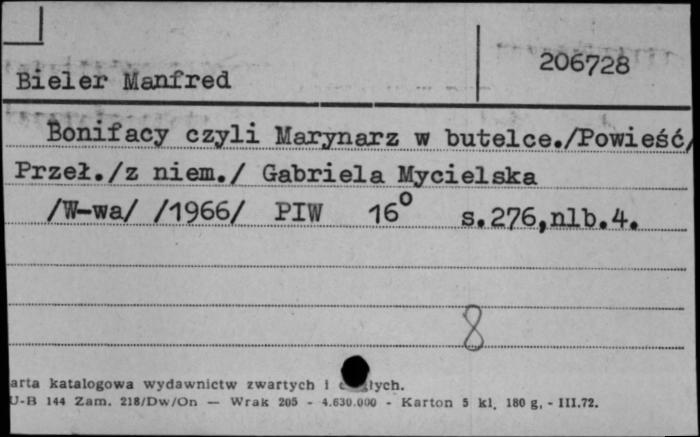 206728
Bieler Manfred
Bonifacy czyli Marynarz w butelce./Powieść/
Przeł./z niem./ Gabriela Mycielska
/W-wa/ /1966/ PIW 16° s.276,nlb.4.
8
arta katalogowa wydawnictw zwartych i
U-B 144 Zam. 218/Dw/On — Wrak 205 - 4.630.000 - Karton 5 kl. 180 g. - III.72.